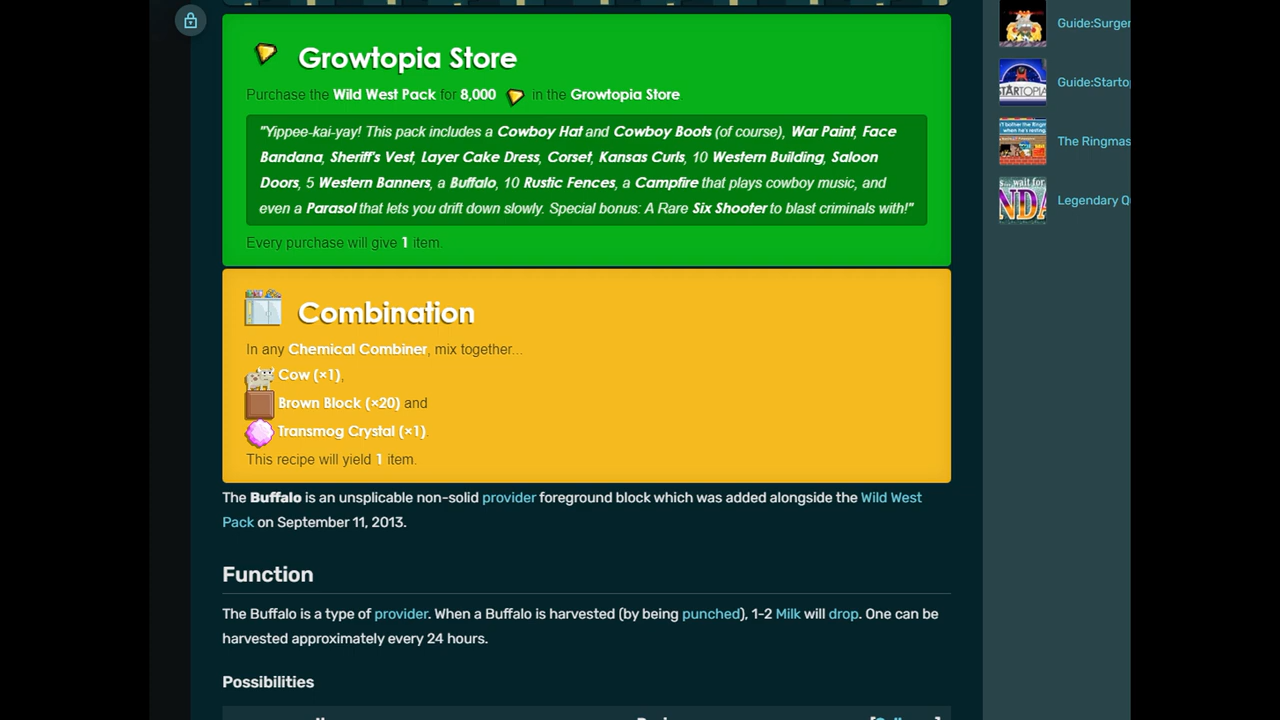 Growtopia Store
Purchase the Wild West Pack for 8,000 in the Growtopia Store
"Yippee-kai-yay! This pack includes a Cowboy Hat and Cowboy Boots (of course), War Paint, Face
Bandana, Sheriff's Vest, Layer Cake Dress, Corset, Kansas Curls, 10 Western Building, Saloon
Doors, 5 Western Banners, a Buffalo, 10 Rustic Fences, a Campfire that plays cowboy music, and
even a Parasol that lets you drift down slowly. Special bonus: A Rare Six Shooter to blast criminals with!"
Every purchase will give 1 item.
Combination
In any Chemical Combiner, mix together...
Cow (×1),
Brown Block (×20) and
Transmog Crystal (×1)
This recipe will yield 1 item.
The Buffalo is an unsplicable non-solid provider foreground block which was added alongside the Wild West
Pack on September 11, 2013.
Function
The Buffalo is a type of provider. When a Buffalo is harvested (by being punched), 1-2 Milk will drop. One can be
harvested approximately every 24 hours.
Possibilities
Guide:Surger
Guide:Starto
The Ringmas
Legendary Q